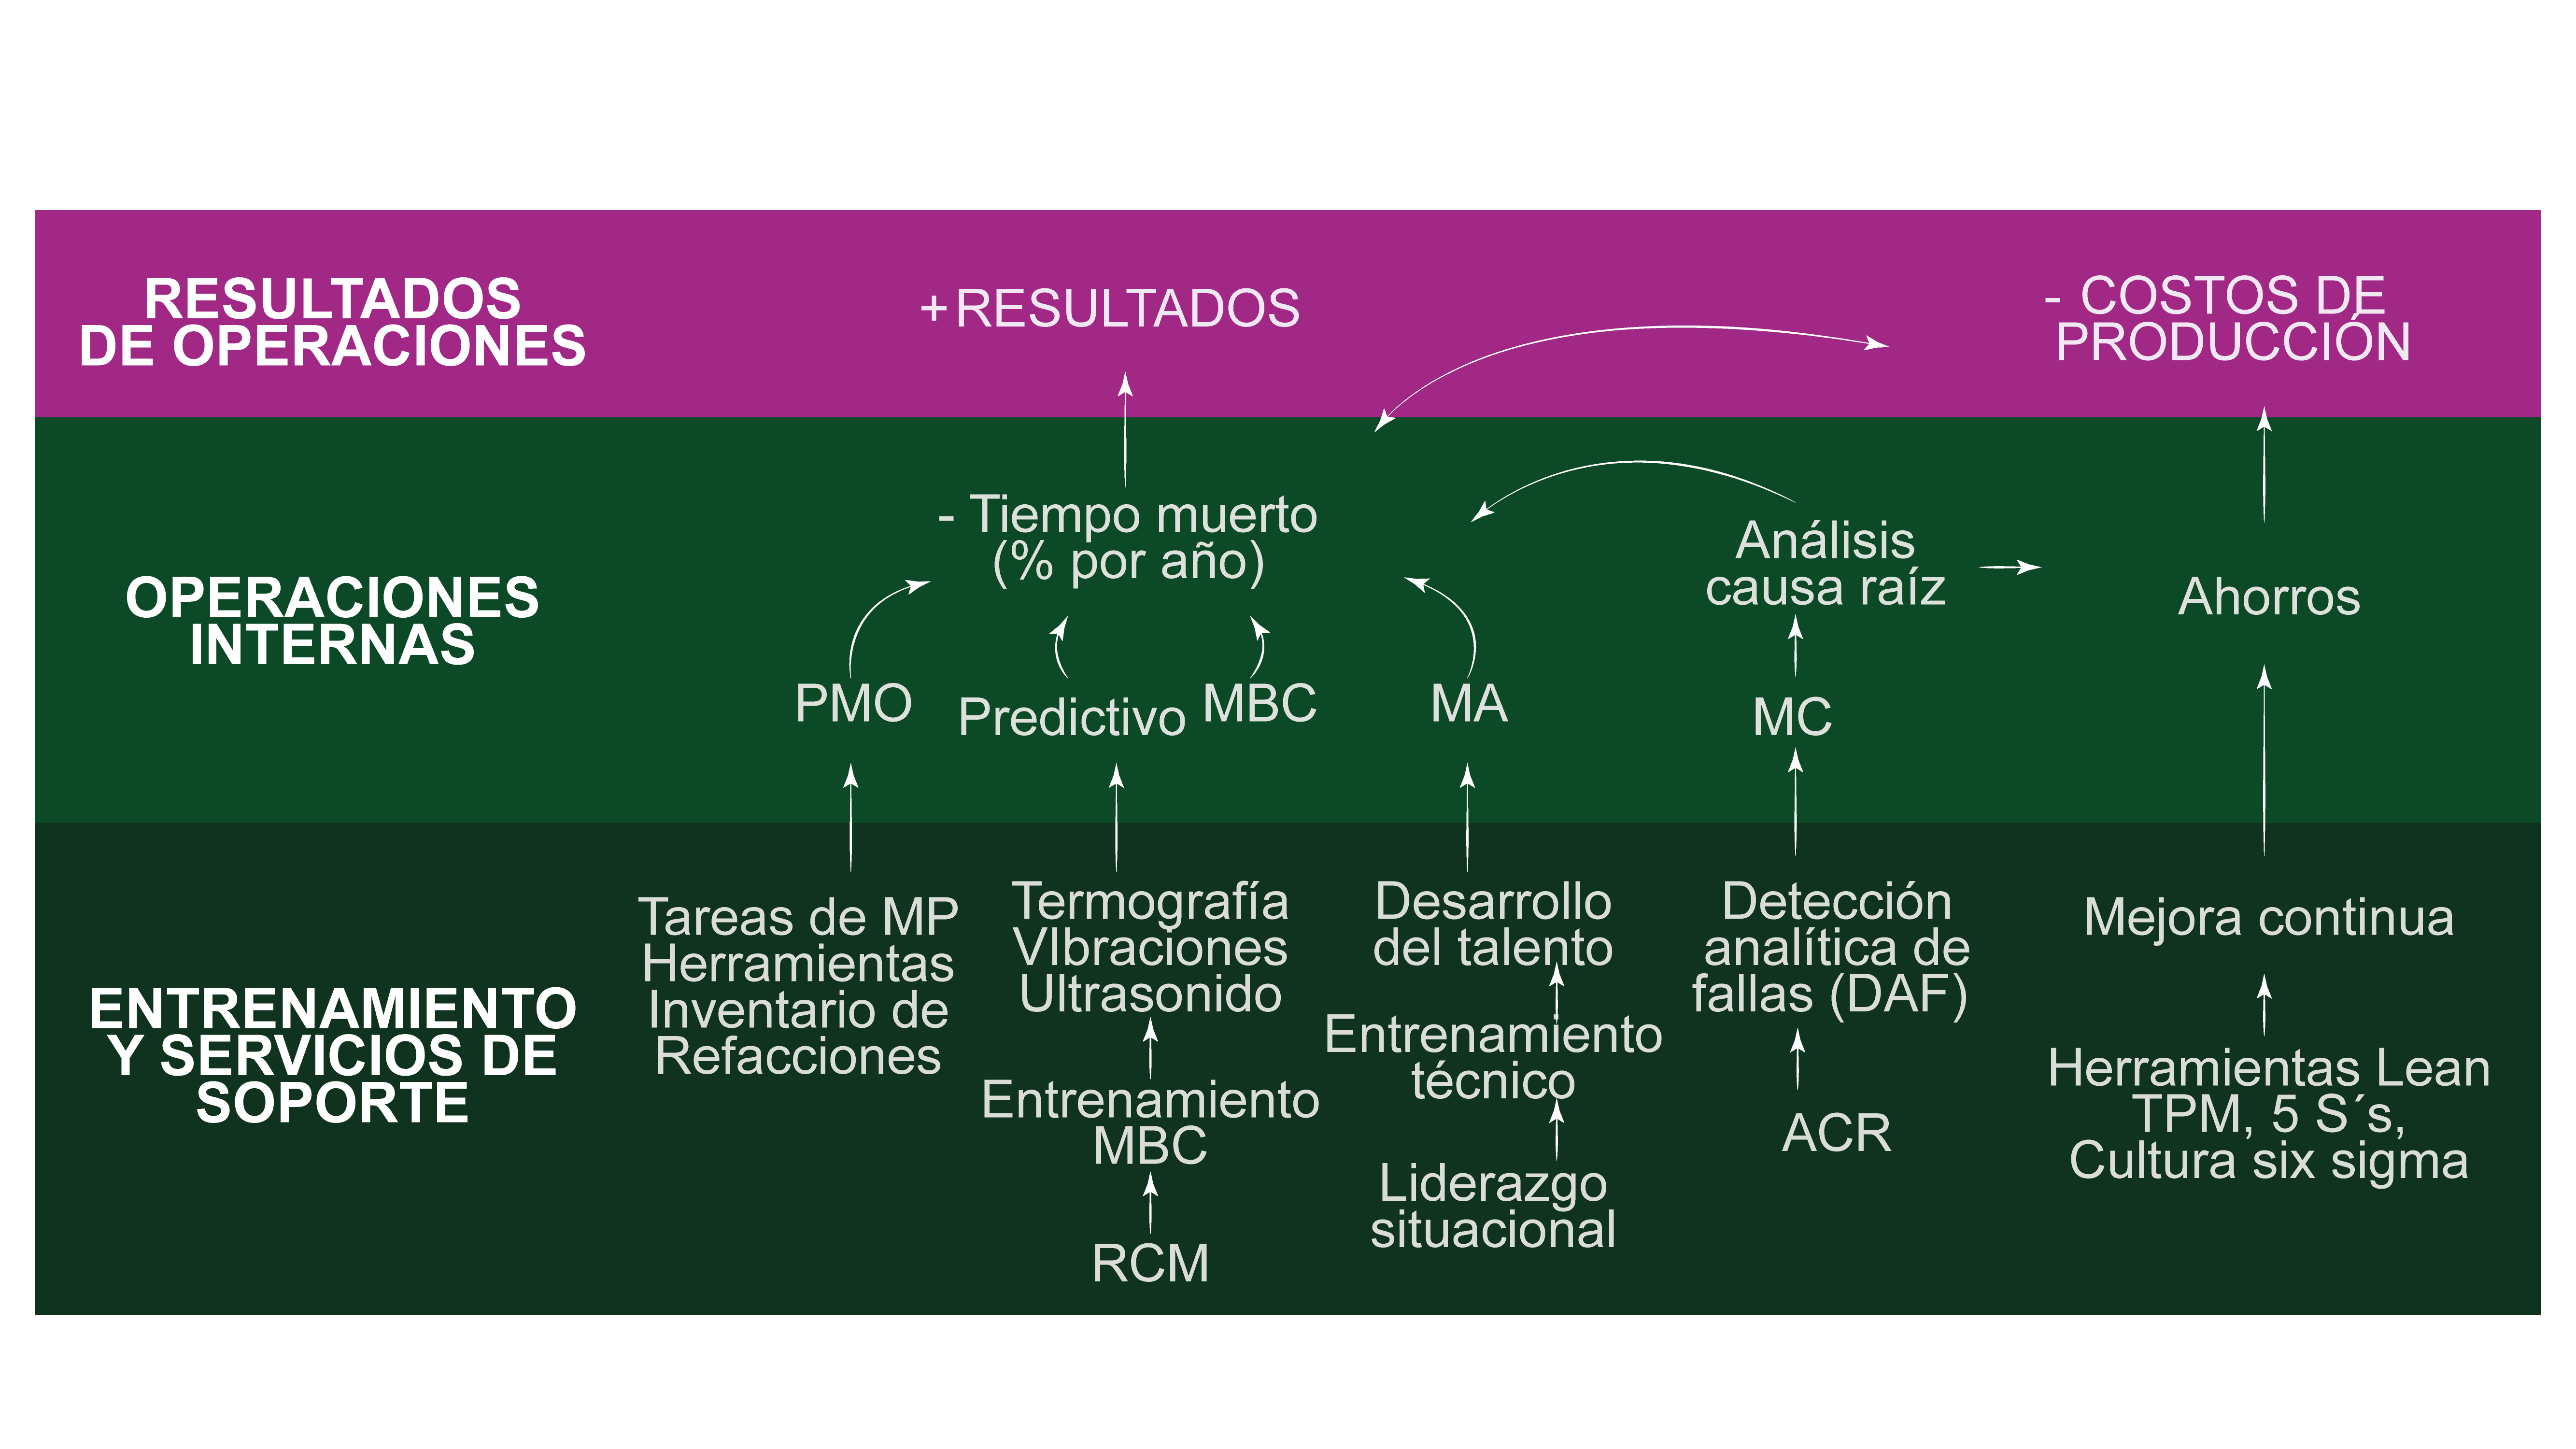 RESULTADOS
DE OPERACIONES
+ RESULTADOS
- COSTOS DE
PRODUCCIÓN
OPERACIONES
INTERNAS
- Tiempo muerto
(% por año)
Análisis
causa raíz
Ahorros
PMO
Predictivo
MBC
MA
MC
ENTRENAMIENTO
Y SERVICIOS DE
SOPORTE
Tareas de MP
Herramientas
Inventario de
Refacciones
Termografía
VIbraciones
Ultrasonido
Entrenamiento
MBC
RCM
Desarrollo
del talento
Entrenamiento
técnico
Liderazgo
situacional
Detección
analítica de
fallas (DAF)
ACR
Mejora continua
Herramientas Lean
TPM, 5 S´s,
Cultura six sigma